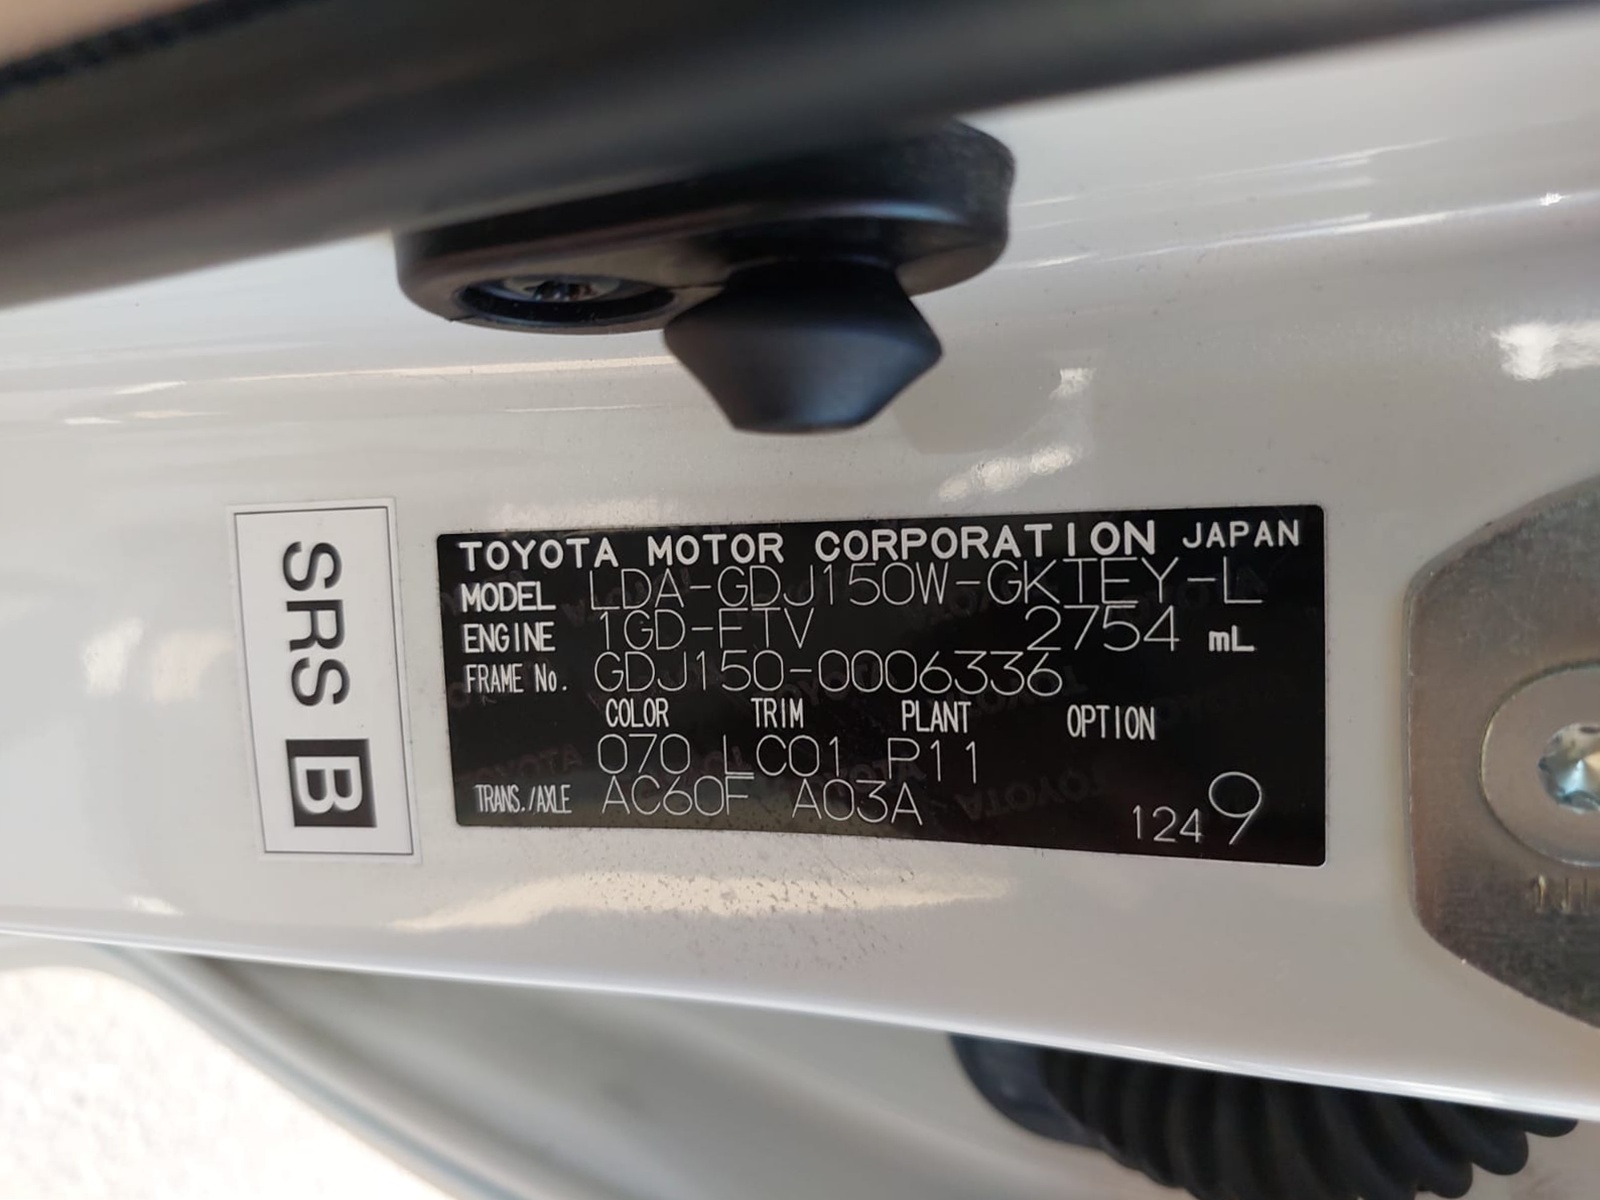 SRS B
TOYOTA MOTOR CORPORATION JAPAN
MODEL LDA-GDJ150W-GKTEY-L
ENGINE 1GD-FTV 2754 mL
FRAME No. GDJ150-0006336
COLOR TRIM PLANT OPTION
070 LC01 P11
TRANS./AXLE AC60F A03A
1249